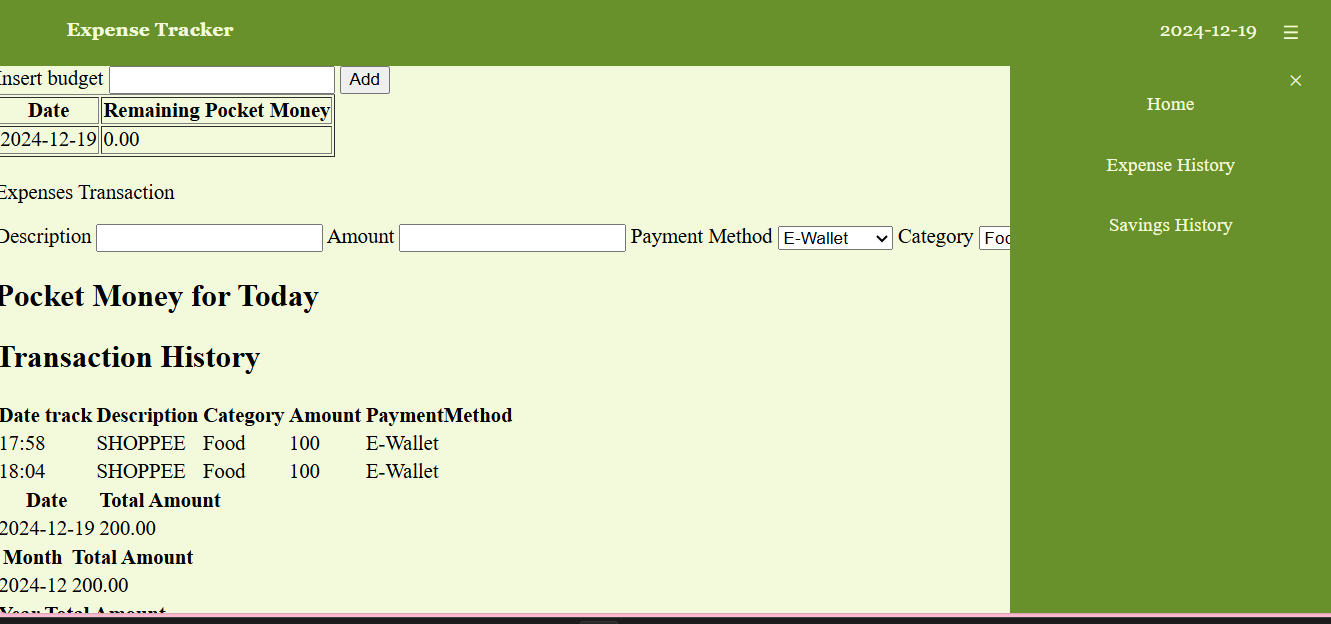 Expense Tracker 2024-12-19 ☰
Insert budget Add
×
Home
Date Remaining Pocket Money
2024-12-19 0.00
Expense History
Expenses Transaction
Savings History
Description Amount Payment Method E-Wallet Category Foo
Pocket Money for Today
Transaction History
Date track Description Category Amount PaymentMethod
17:58 SHOPPEE Food 100 E-Wallet
18:04 SHOPPEE Food 100 E-Wallet
Date Total Amount
2024-12-19 200.00
Month Total Amount
2024-12 200.00
Year Total Amount